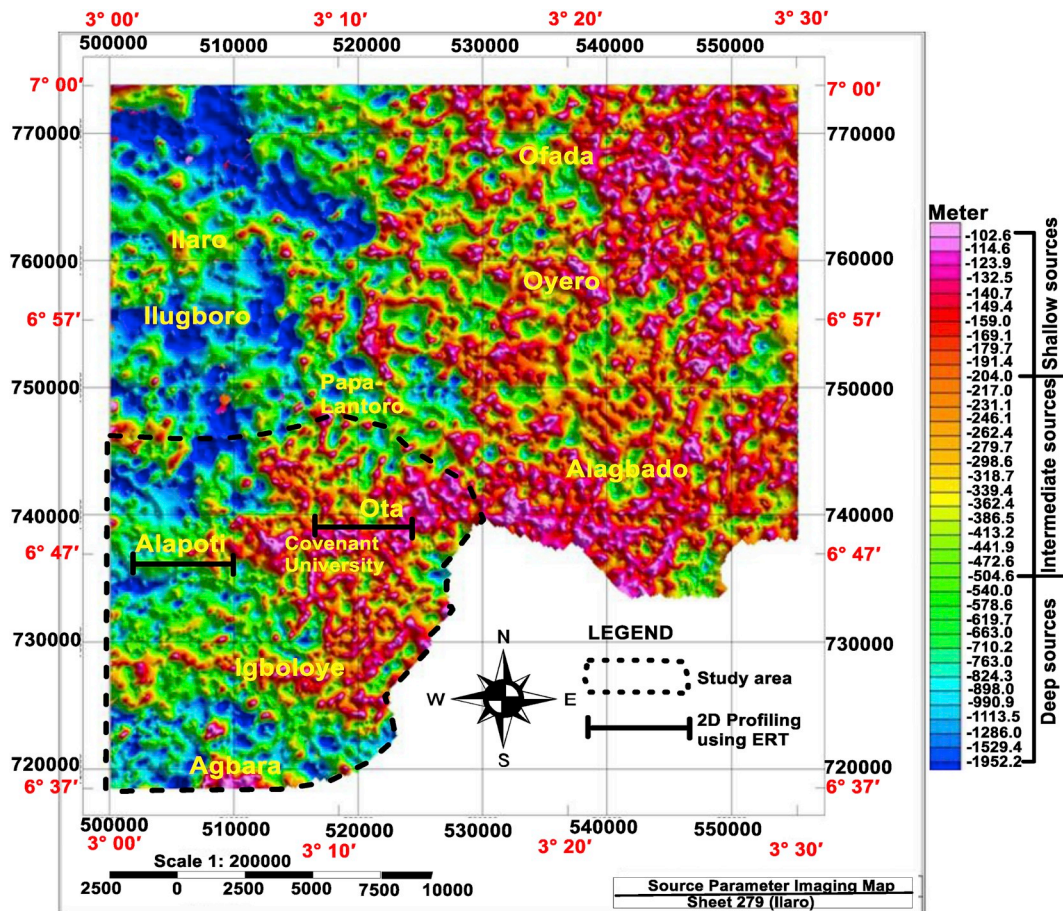 3° 00′ 3° 10′ 3° 20′ 3° 30′
500000 510000 520000 530000 540000 550000
7° 00′ 7° 00′
770000 770000
Ofada
Meter
-102.6
-114.6
-123.9
-132.5
-140.7
-149.4
-159.0
-169.1
-179.7
-191.4
-204.0
-217.0
-231.1
-246.1
-262.4
-279.7
-298.6
-318.7
-339.4
-362.4
-386.5
-413.2
-441.9
-472.6
-504.6
-540.0
-578.6
-619.7
-663.0
-710.2
-763.0
-824.3
-898.0
-990.9
-1113.5
-1286.0
-1529.4
-1952.2
Shallow sources
Intermediate sources
Deep sources
Ilaro
760000 760000
Oyero
Ilugboro
6° 57′ 6° 57′
750000 750000
Papa-
Lantoro
Alagbado
Ota
740000 740000
Alapoti
Covenant
University
6° 47′ 6° 47′
730000 730000
Igboloye
N
W E
S
LEGEND
Study area
2D Profiling
using ERT
Agbara
720000 720000
6° 37′ 6° 37′
500000 510000 520000 530000 540000 550000
3° 00′ 3° 10′ 3° 20′ 3° 30′
Scale 1: 200000
2500 0 2500 5000 7500 10000
Source Parameter Imaging Map
Sheet 279 (Ilaro)